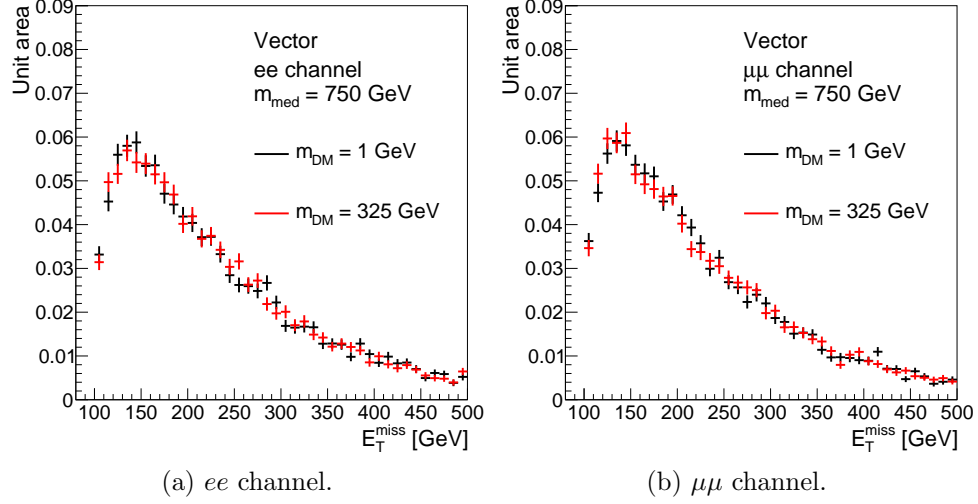 Unit area
0.09
0.08
0.07
0.06
0.05
0.04
0.03
0.02
0.01
0
Vector
ee channel
m_med = 750 GeV
m_DM = 1 GeV
m_DM = 325 GeV
100 150 200 250 300 350 400 450 500
E_T^miss [GeV]
(a) ee channel.
Unit area
0.09
0.08
0.07
0.06
0.05
0.04
0.03
0.02
0.01
0
Vector
μμ channel
m_med = 750 GeV
m_DM = 1 GeV
m_DM = 325 GeV
100 150 200 250 300 350 400 450 500
E_T^miss [GeV]
(b) μμ channel.